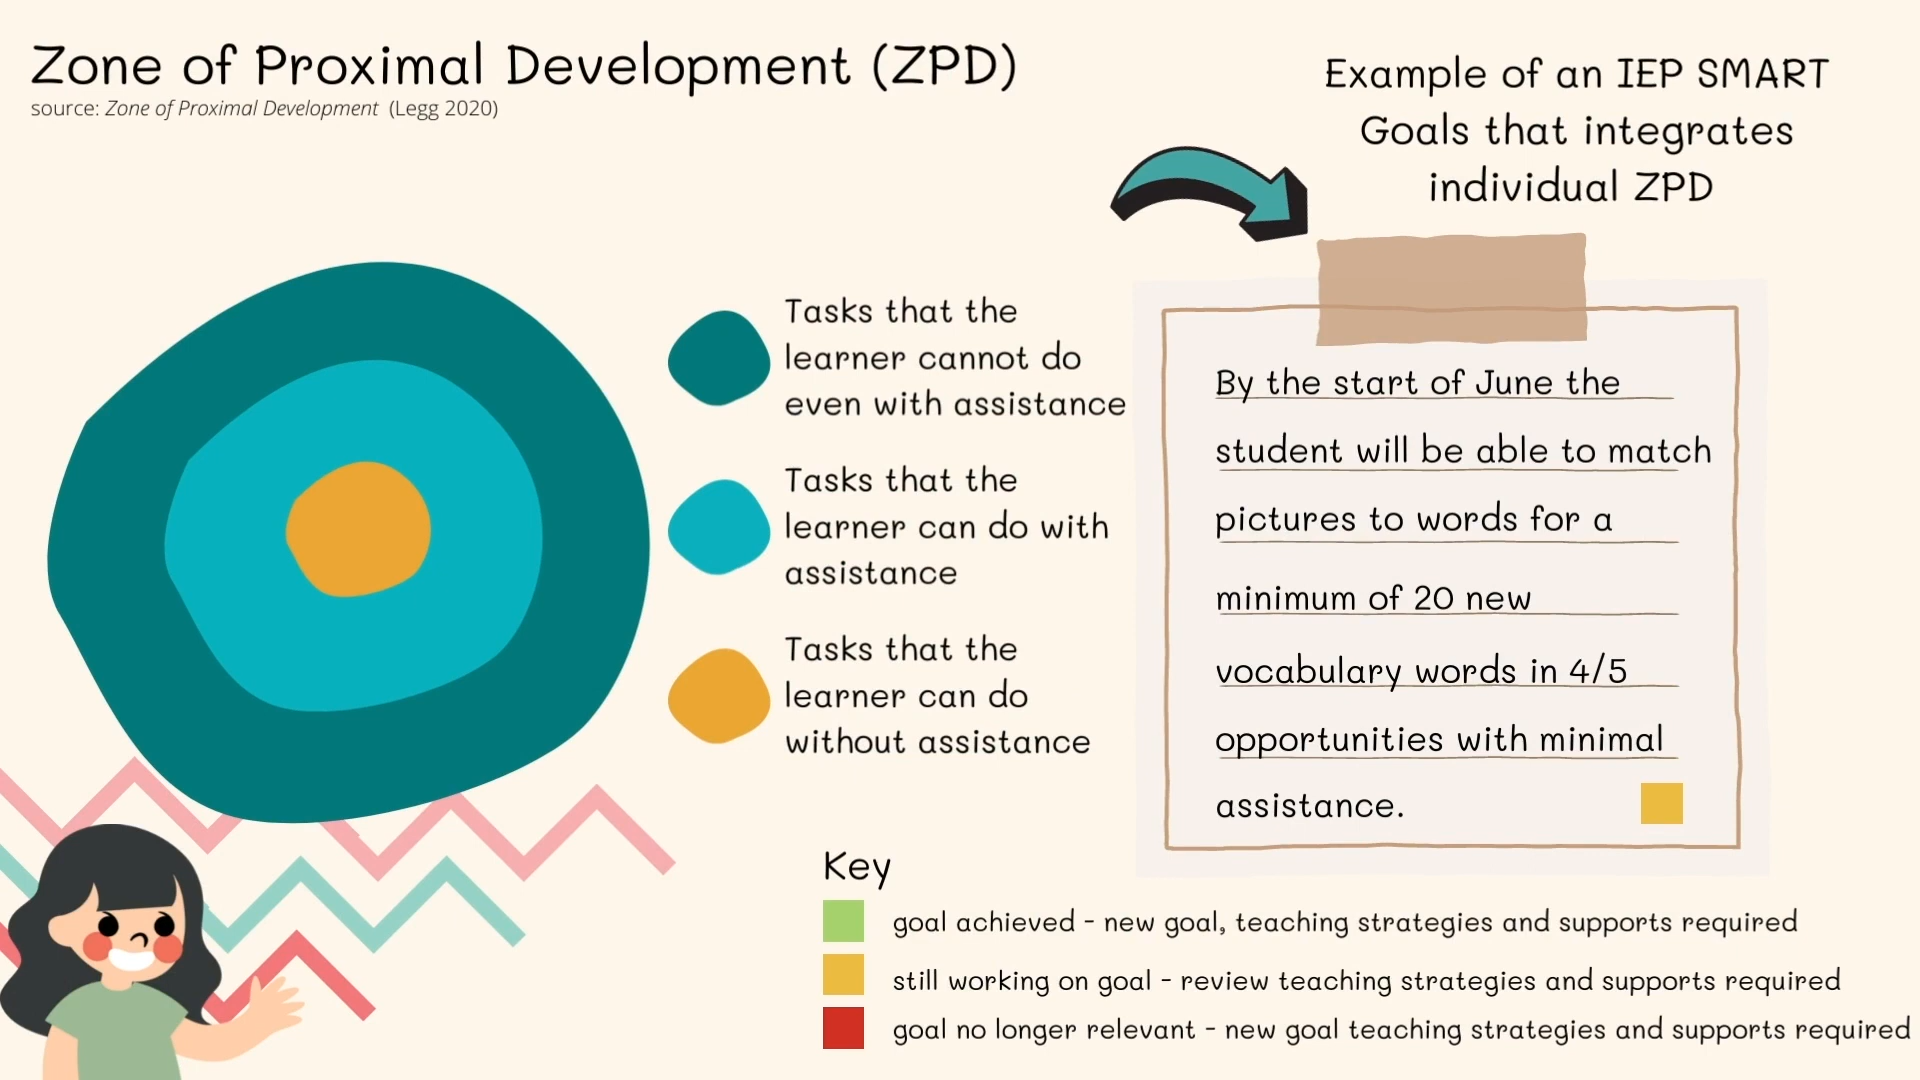 Zone of Proximal Development (ZPD)
source: Zone of Proximal Development (Legg 2020)
Example of an IEP SMART
Goals that integrates
individual ZPD
Tasks that the
learner cannot do
even with assistance
Tasks that the
learner can do with
assistance
Tasks that the
learner can do
without assistance
By the start of June the
student will be able to match
pictures to words for a
minimum of 20 new
vocabulary words in 4/5
opportunities with minimal
assistance.
Key
goal achieved - new goal, teaching strategies and supports required
still working on goal - review teaching strategies and supports required
goal no longer relevant - new goal teaching strategies and supports required